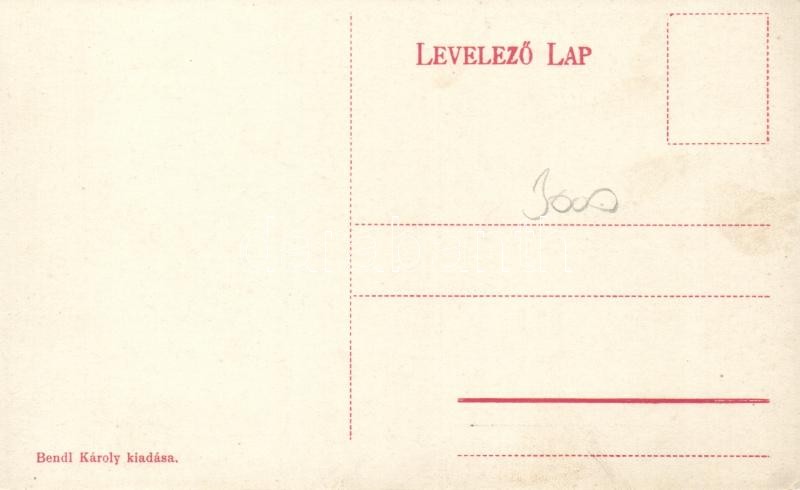 LEVELEZŐ LAP
3000
Bendl Károly kiadása.